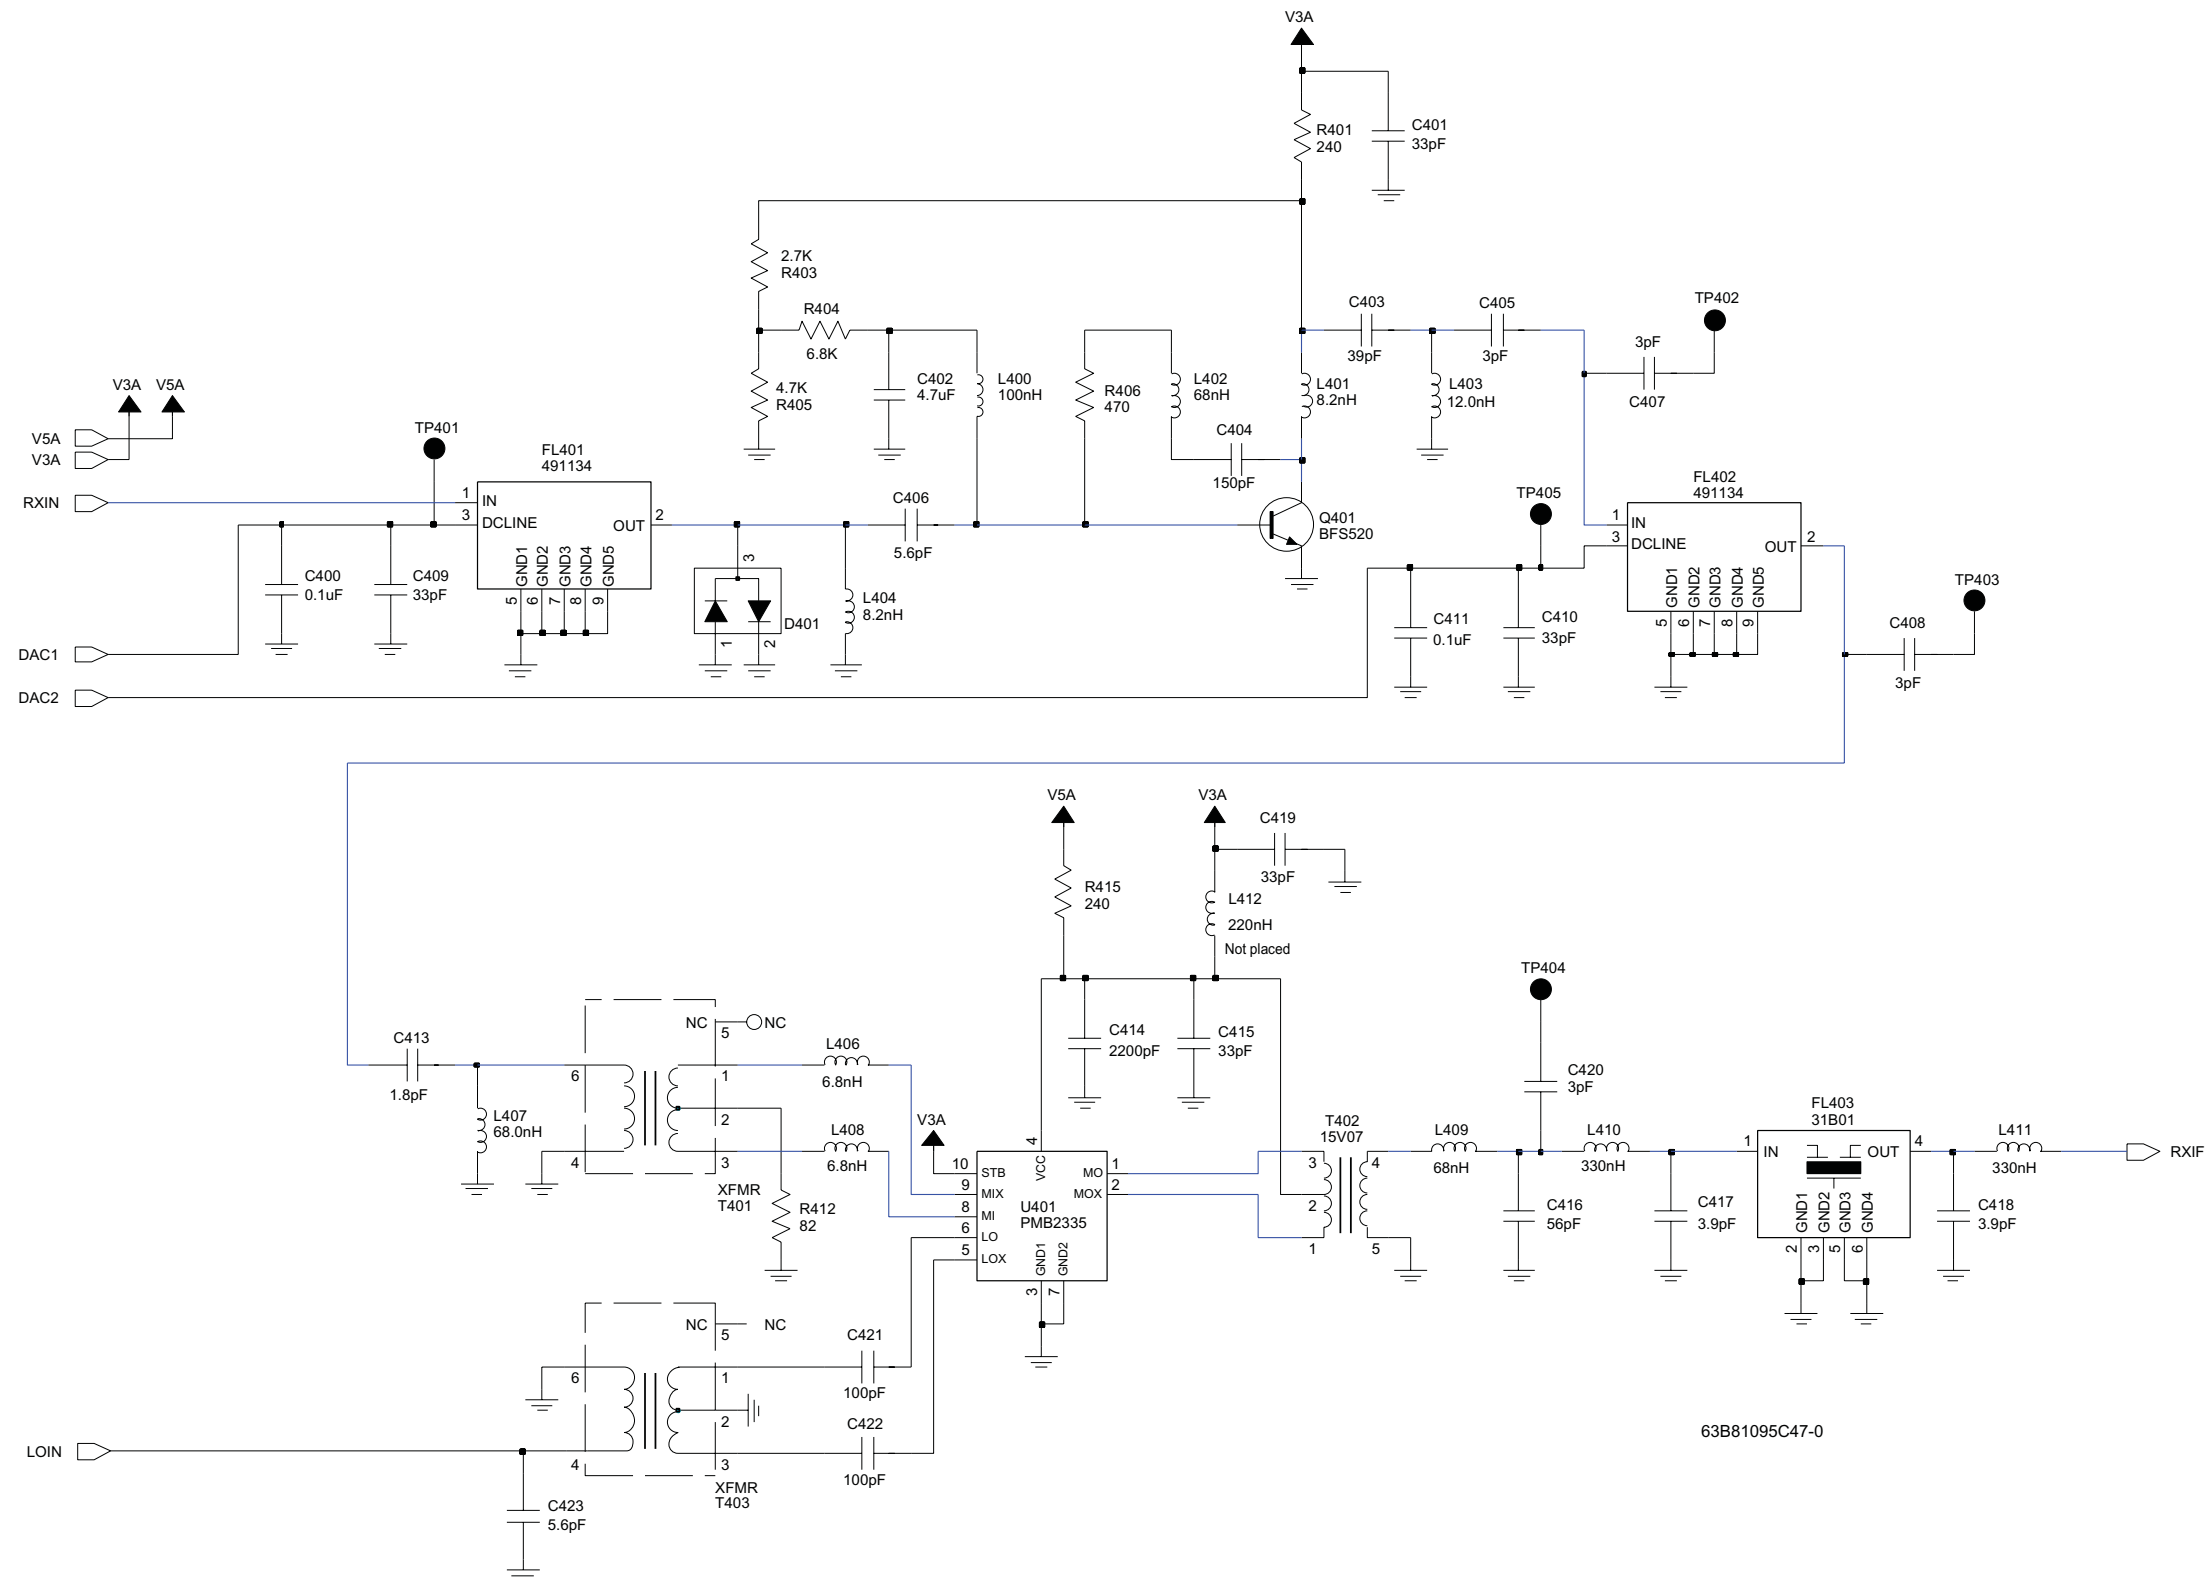 V3A
R401
240
C401
33pF
2.7K
R403
R404
6.8K
4.7K
R405
C402
4.7uF
L400
100nH
R406
470
L402
68nH
C404
150pF
L401
8.2nH
C403
39pF
C405
3pF
L403
12.0nH
TP402
3pF
C407
V3A V5A
V5A
V3A
RXIN
DAC1
DAC2
TP401
C400
0.1uF
C409
33pF
FL401
491134
1 IN
3 DCLINE
OUT 2
GND1 GND2 GND3 GND4 GND5
5 6 7 8 9
3
1 2
D401
L404
8.2nH
C406
5.6pF
Q401
BFS520
TP405
C411
0.1uF
C410
33pF
FL402
491134
1 IN
3 DCLINE
OUT 2
GND1 GND2 GND3 GND4 GND5
5 6 7 8 9
TP403
C408
3pF
V5A
R415
240
V3A
C419
33pF
L412
220nH
Not placed
C414
2200pF
C415
33pF
C413
1.8pF
L407
68.0nH
NC NC
5
6
4
1
2
3
XFMR
T401
L406
6.8nH
L408
6.8nH
R412
82
V3A
10 STB
9 MIX
8 MI
6 LO
5 LOX
4
VCC
MO 1
MOX 2
U401
PMB2335
GND1 GND2
3 7
T402
15V07
3
2
1
4
5
TP404
C420
3pF
L409
68nH
L410
330nH
C416
56pF
C417
3.9pF
FL403
31B01
1 IN
OUT 4
GND1 GND2 GND3 GND4
2 3 5 6
L411
330nH
C418
3.9pF
RXIF
NC NC
5
6
4
1
2
3
XFMR
T403
C421
100pF
C422
100pF
LOIN
C423
5.6pF
63B81095C47-0